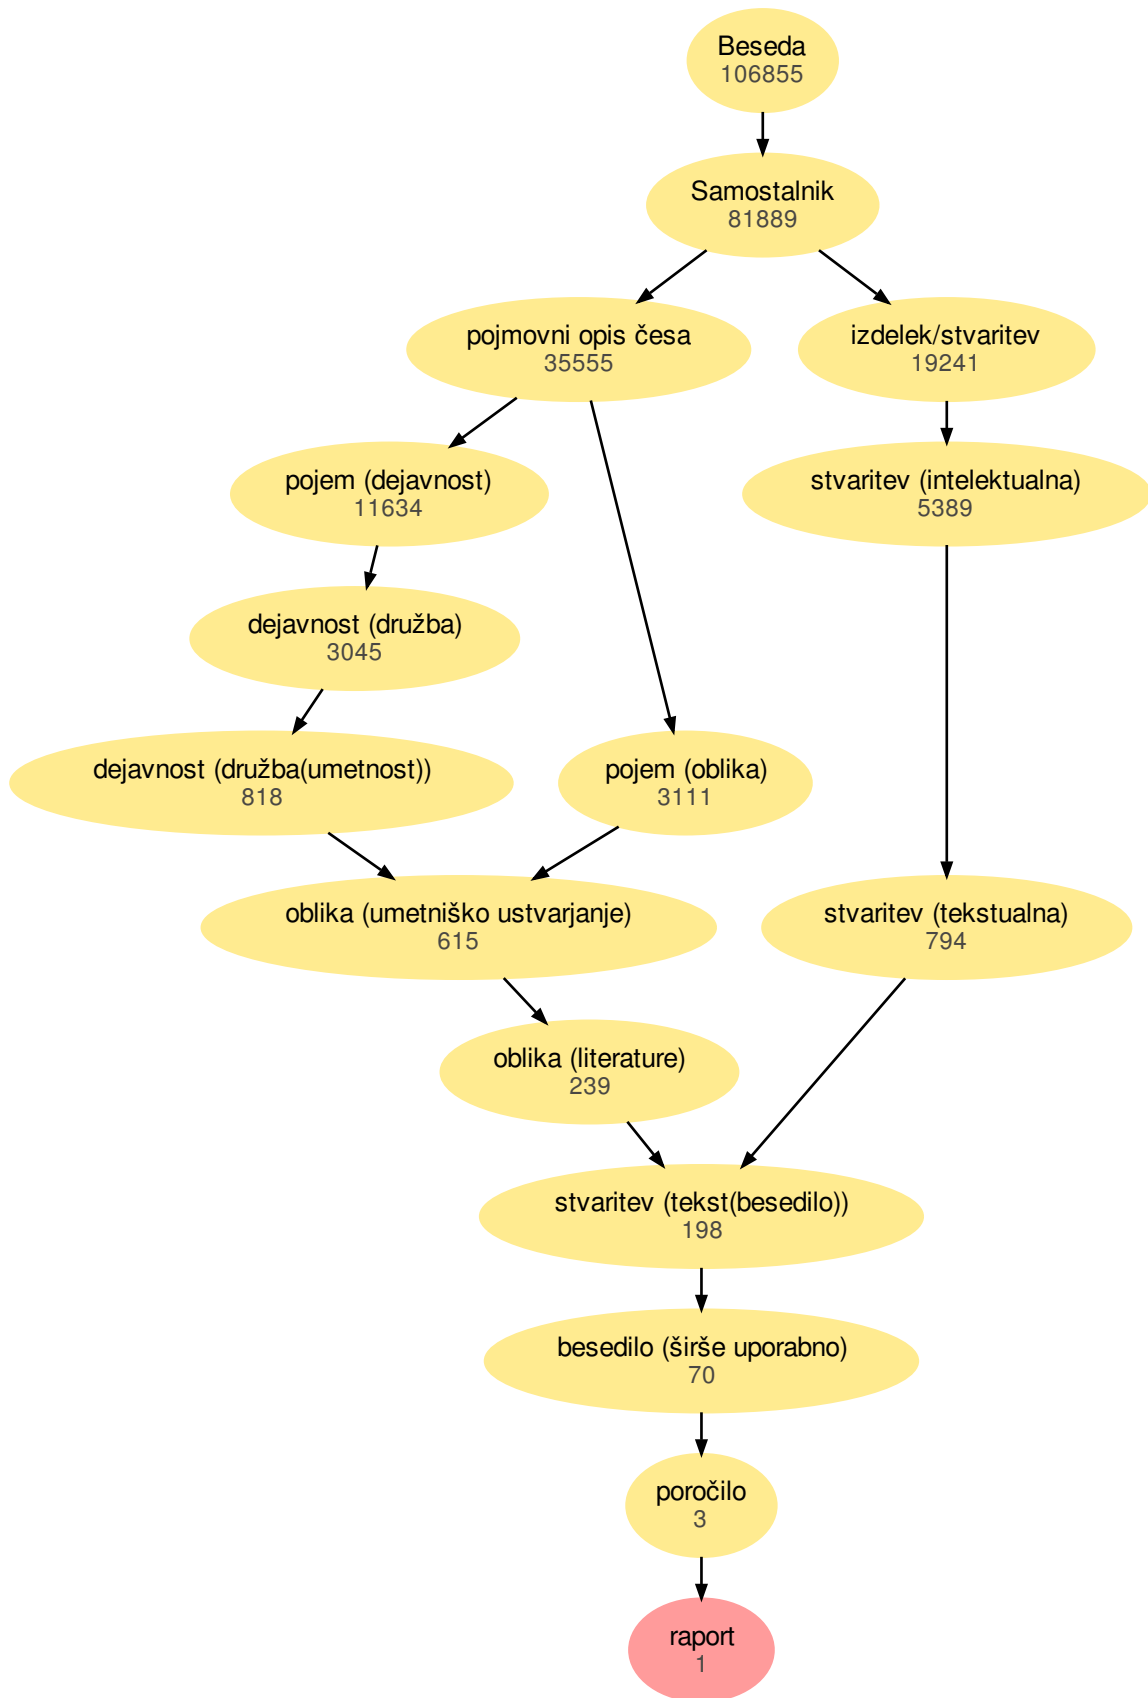 Beseda
106855
Samostalnik
81889
pojmovni opis česa
35555
izdelek/stvaritev
19241
pojem (dejavnost)
11634
stvaritev (intelektualna)
5389
dejavnost (družba)
3045
dejavnost (družba(umetnost))
818
pojem (oblika)
3111
oblika (umetniško ustvarjanje)
615
stvaritev (tekstualna)
794
oblika (literature)
239
stvaritev (tekst(besedilo))
198
besedilo (širše uporabno)
70
poročilo
3
raport
1